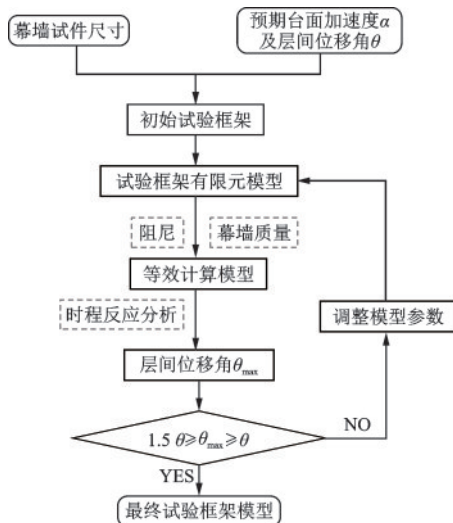 幕墙试件尺寸
预期台面加速度α
及层间位移角θ
初始试验框架
试验框架有限元模型
阻尼
幕墙质量
等效计算模型
时程反应分析
调整模型参数
层间位移角θmax
1.5 θ≥θmax≥θ
NO
YES
最终试验框架模型